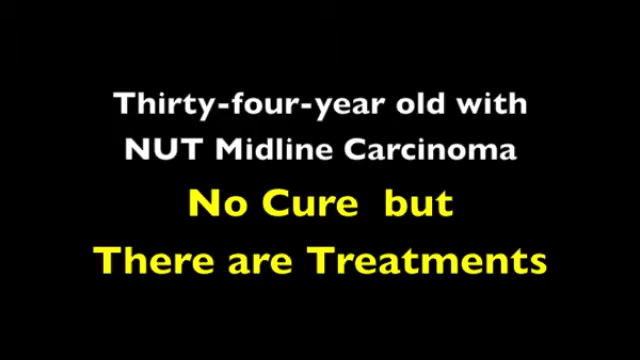 Thirty-four-year old with
NUT Midline Carcinoma
No Cure but
There are Treatments